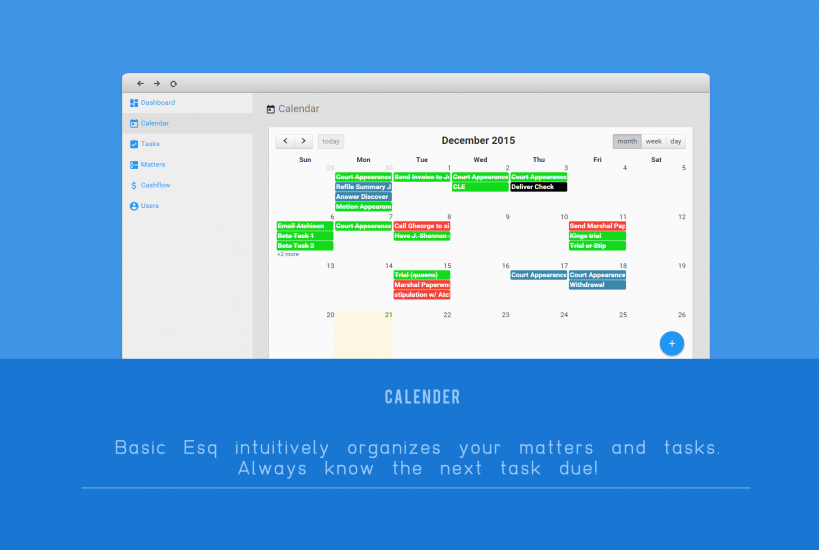 Dashboard
Calendar
Tasks
Matters
Cashflow
Users
Calendar
today
December 2015
month week day
Sun Mon Tue Wed Thu Fri Sat
29 30 1 2 3 4 5
Court Appearance Send Invoice to J Court Appearance Court Appearance
Refile Summary J CLE Deliver Check
Answer Discover
Motion Appearanc
6 7 8 9 10 11 12
Email Atchison Court Appearance Call Gheorge to si Send Marshal Pap
Beta Task 1 Have J. Shannon Kings trial
Beta Task 2 Trial or Stip
+2 more
13 14 15 16 17 18 19
Trial (queens) Court Appearance Court Appearance
Marshal Paperwo Withdrawal
stipulation w/ Atc
20 21 22 23 24 25 26
+
CALENDER
Basic Esq intuitively organizes your matters and tasks.
Always know the next task due!